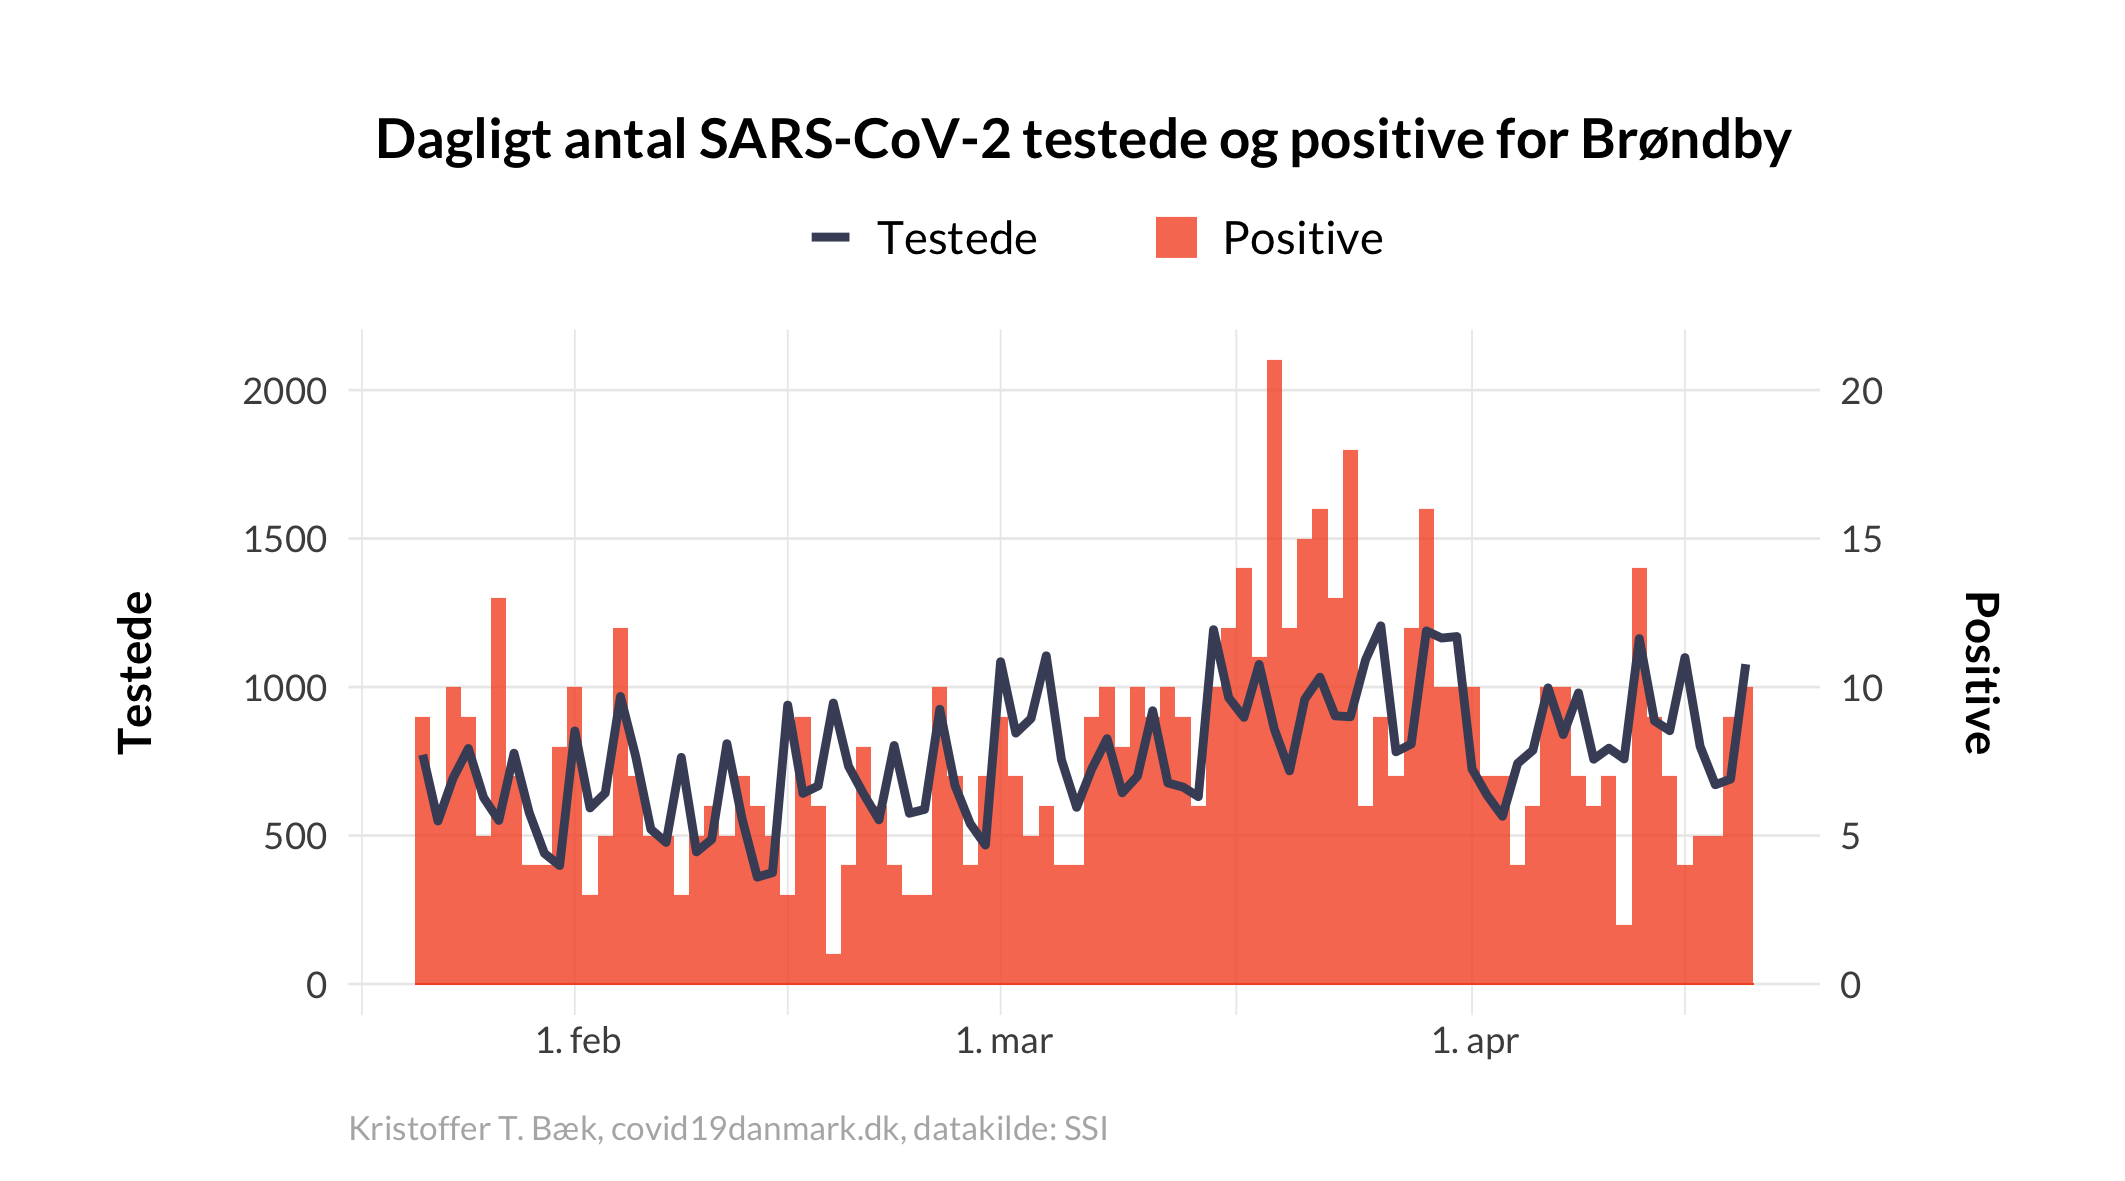 Dagligt antal SARS-CoV-2 testede og positive for Brøndby
Testede
Positive
2000
1500
1000
500
0
20
15
10
5
0
Testede
Positive
1. feb
1. mar
1. apr
Kristoffer T. Bæk, covid19danmark.dk, datakilde: SSI